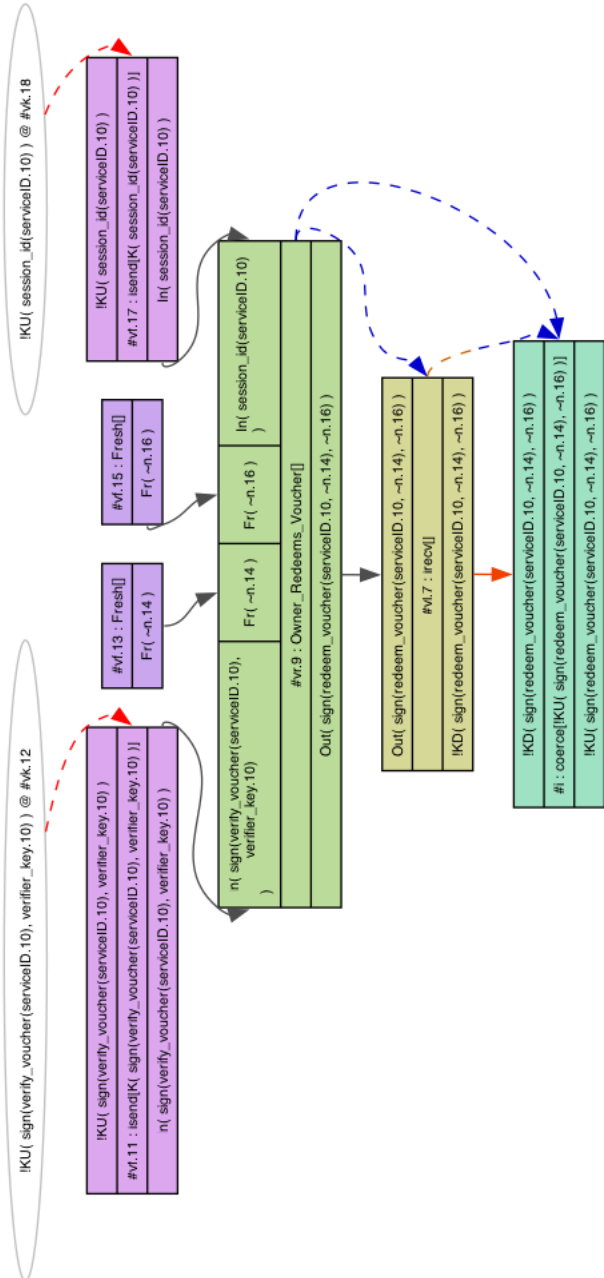 !KU( sign(verify_voucher(serviceID.10), verifier_key.10) ) @ #vk.12
!KU( session_id(serviceID.10) ) @ #vk.18
!KU( sign(verify_voucher(serviceID.10), verifier_key.10) )
#vf.11 : isend[K( sign(verify_voucher(serviceID.10), verifier_key.10) )]
n( sign(verify_voucher(serviceID.10), verifier_key.10) )
#vf.13 : Fresh[]
Fr( ~n.14 )
#vf.15 : Fresh[]
Fr( ~n.16 )
!KU( session_id(serviceID.10) )
#vf.17 : isend[K( session_id(serviceID.10) )]
In( session_id(serviceID.10) )
n( sign(verify_voucher(serviceID.10),
verifier_key.10)
)
Fr( ~n.14 )
Fr( ~n.16 )
In( session_id(serviceID.10)
)
#vr.9 : Owner_Redeems_Voucher[]
Out( sign(redeem_voucher(serviceID.10, ~n.14), ~n.16) )
Out( sign(redeem_voucher(serviceID.10, ~n.14), ~n.16) )
#vl.7 : irecv[]
!KD( sign(redeem_voucher(serviceID.10, ~n.14), ~n.16) )
!KD( sign(redeem_voucher(serviceID.10, ~n.14), ~n.16) )
#i : coerce[!KU( sign(redeem_voucher(serviceID.10, ~n.14), ~n.16) )]
!KU( sign(redeem_voucher(serviceID.10, ~n.14), ~n.16) )